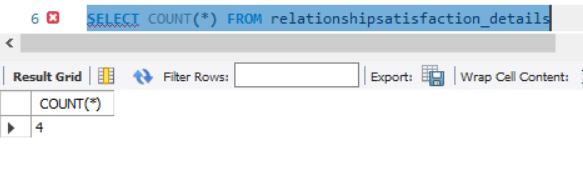 6 SELECT COUNT(*) FROM relationshipsatisfaction_details
Result Grid Filter Rows: Export: Wrap Cell Content:
COUNT(*)
4